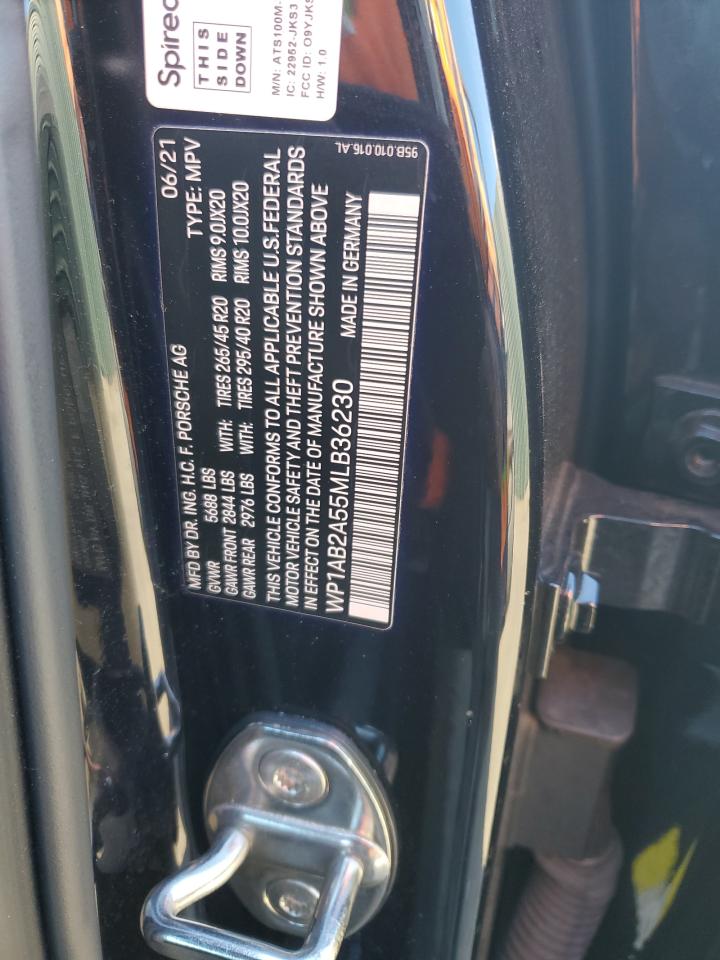 Spireo
THIS
SIDE
DOWN
M/N: ATS100M-
IC: 22952-JKS3
FCC ID: O9YJKS
H/W: 1.0
MFD BY DR. ING. H.C. F. PORSCHE AG 06/21
GVWR 5688 LBS TYPE: MPV
GAWR FRONT 2844 LBS WITH: TIRES 265/45 R20 RIMS 9.0JX20
GAWR REAR 2976 LBS WITH: TIRES 295/40 R20 RIMS 10.0JX20
THIS VEHICLE CONFORMS TO ALL APPLICABLE U.S. FEDERAL
MOTOR VEHICLE SAFETY AND THEFT PREVENTION STANDARDS
IN EFFECT ON THE DATE OF MANUFACTURE SHOWN ABOVE
WP1AB2A55MLB36230 MADE IN GERMANY
95B.010.016.AL